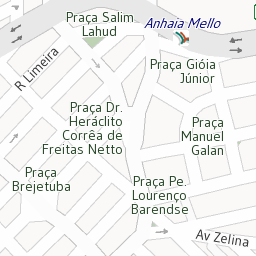 Praça Salim
Lahud
Anhaia Mello
R Limeira
Praça Gióia
Júnior
Praça Dr.
Heráclito
Corrêa de
Freitas Netto
Praça
Manuel
Galan
Praça
Brejetuba
Praça Pe.
Lourenço
Barendse
Av Zelina